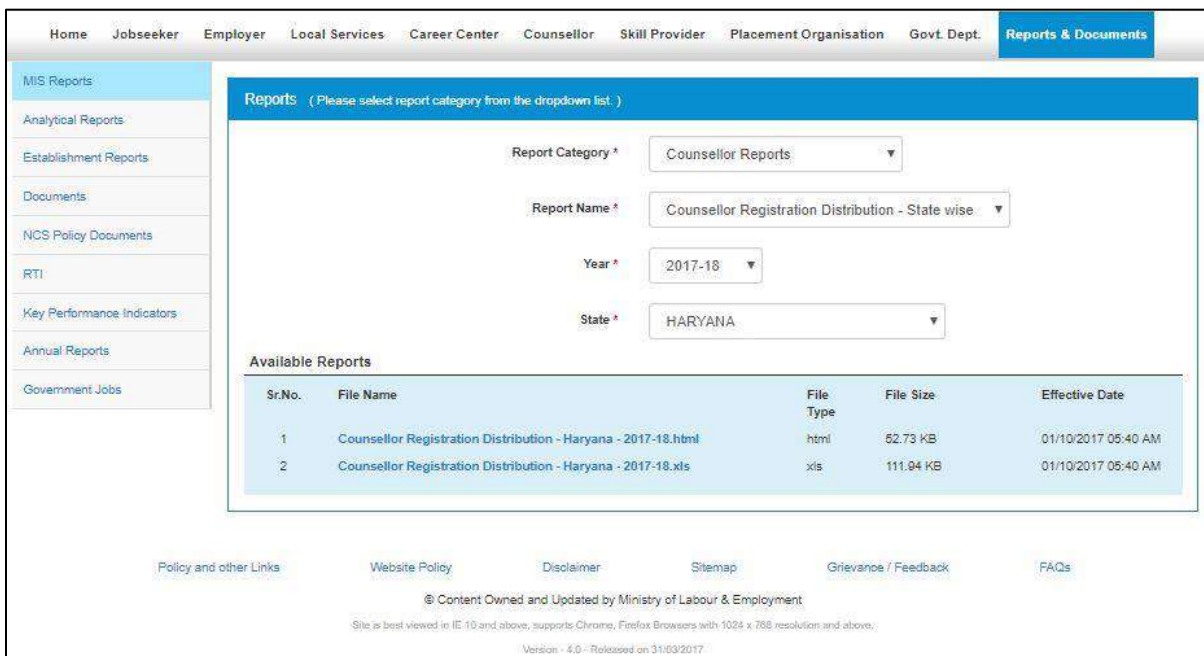 Home Jobseeker Employer Local Services Career Center Counsellor Skill Provider Placement Organisation Govt. Dept. Reports & Documents
MIS Reports
Analytical Reports
Establishment Reports
Documents
NCS Policy Documents
RTI
Key Performance Indicators
Annual Reports
Government Jobs
Reports ( Please select report category from the dropdown list. )
Report Category * Counsellor Reports
Report Name * Counsellor Registration Distribution - State wise
Year * 2017-18
State * HARYANA
Available Reports
Sr.No. File Name File Type File Size Effective Date
1 Counsellor Registration Distribution - Haryana - 2017-18.html html 52.73 KB 01/10/2017 05:40 AM
2 Counsellor Registration Distribution - Haryana - 2017-18.xls xls 111.94 KB 01/10/2017 05:40 AM
Policy and other Links Website Policy Disclaimer Sitemap Grievance / Feedback FAQs
© Content Owned and Updated by Ministry of Labour & Employment
Site is best viewed in IE 10 and above, supports Chrome, Firefox Browsers with 1024 x 768 resolution and above.
Version - 4.0 - Released on 31/03/2017